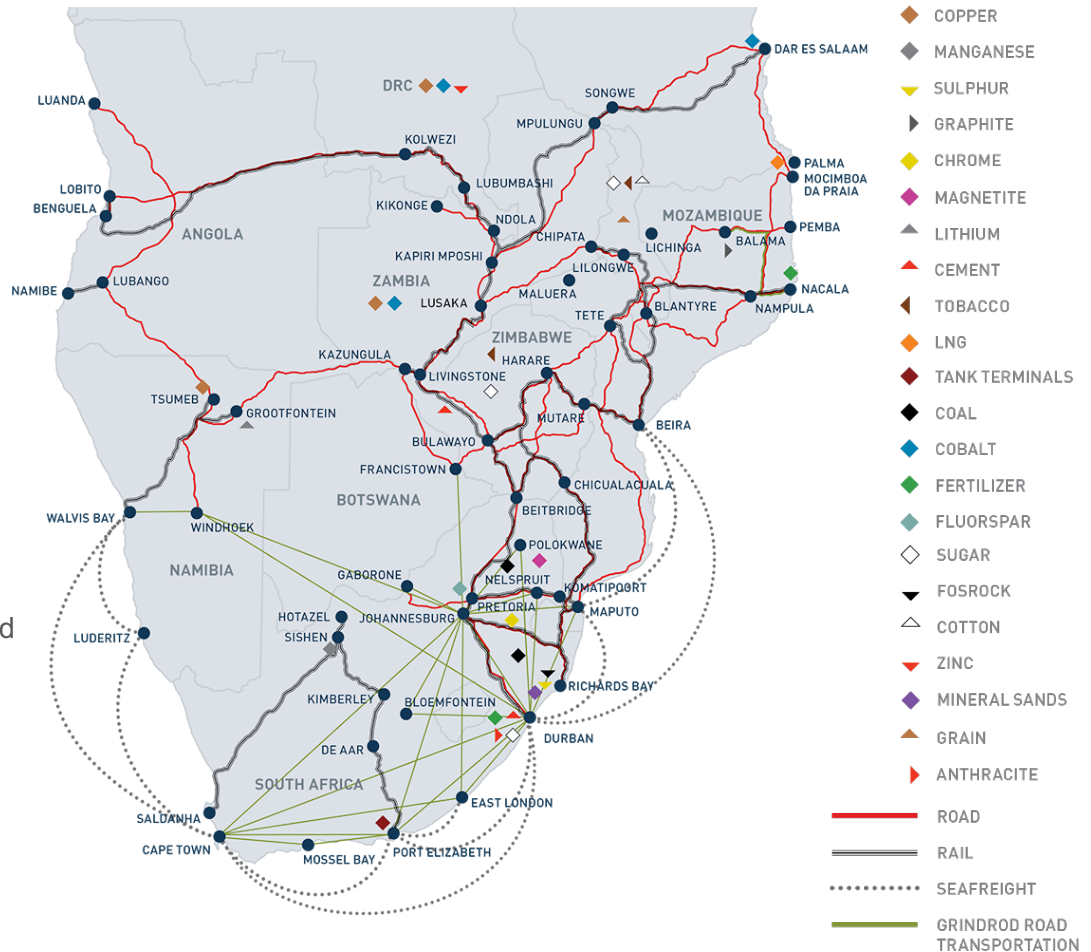 DAR ES SALAAM
DRC
SONGWE
LUANDA
MPULUNGU
KOLWEZI
PALMA
MOCIMBOA
DA PRAIA
LUBUMBASHI
LOBITO
KIKONGE
BENGUELA
MOZAMBIQUE
NDOLA
PEMBA
ANGOLA
CHIPATA
LICHINGA
BALAMA
KAPIRI MPOSHI
LILONGWE
ZAMBIA
LUBANGO
NAMIBE
MALUERA
NACALA
LUSAKA
BLANTYRE
NAMPULA
TETE
ZIMBABWE
KAZUNGULA
HARARE
LIVINGSTONE
TSUMEB
GROOTFONTEIN
MUTARE
BEIRA
BULAWAYO
FRANCISTOWN
CHICUALACUALA
BOTSWANA
BEITBRIDGE
WALVIS BAY
WINDHOEK
POLOKWANE
NAMIBIA
GABORONE
NELSPRUIT
KOMATIPOORT
PRETORIA
MAPUTO
HOTAZEL
JOHANNESBURG
d
LUDERITZ
SISHEN
RICHARDS BAY
KIMBERLEY
BLOEMFONTEIN
DURBAN
DE AAR
SOUTH AFRICA
EAST LONDON
SALDANHA
CAPE TOWN
PORT ELIZABETH
MOSSEL BAY
COPPER
MANGANESE
SULPHUR
GRAPHITE
CHROME
MAGNETITE
LITHIUM
CEMENT
TOBACCO
LNG
TANK TERMINALS
COAL
COBALT
FERTILIZER
FLUORSPAR
SUGAR
FOSROCK
COTTON
ZINC
MINERAL SANDS
GRAIN
ANTHRACITE
ROAD
RAIL
SEAFREIGHT
GRINDROD ROAD
TRANSPORTATION